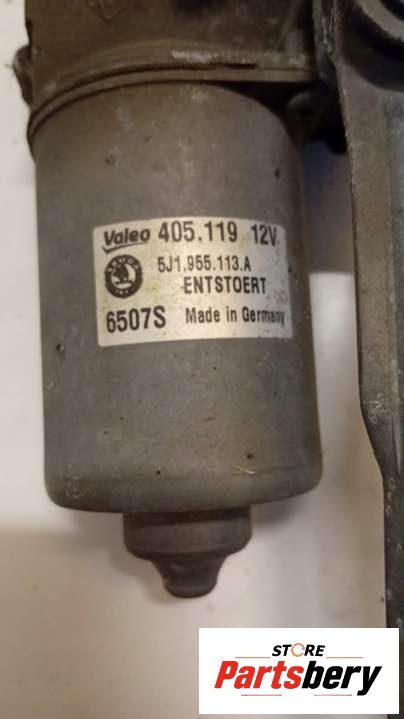 Valeo 405.119 12V
5J1.955.113.A
ENTSTOERT
6507S Made in Germany
STORE
Partsbery